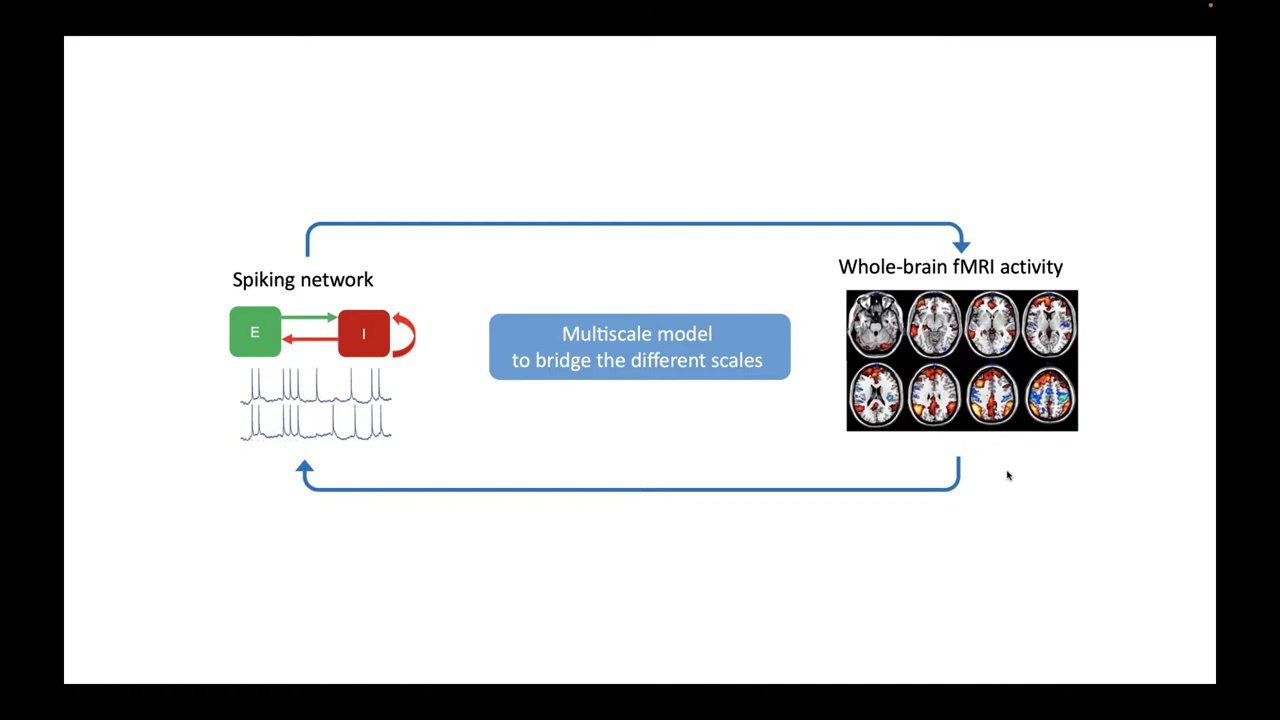 Spiking network
E
I
Multiscale model
to bridge the different scales
Whole-brain fMRI activity